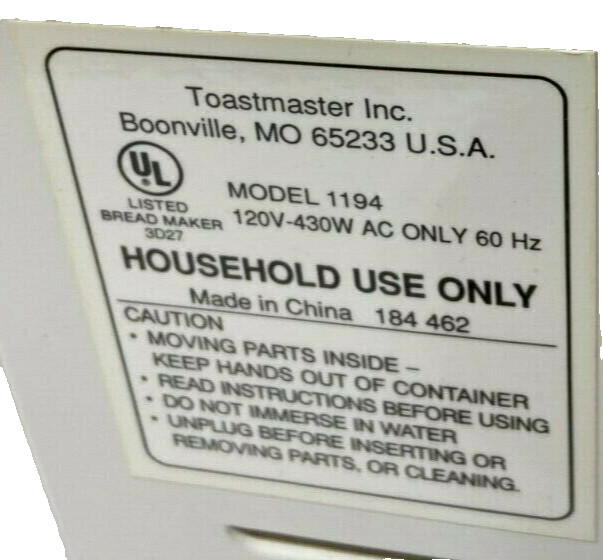 Toastmaster Inc.
Boonville, MO 65233 U.S.A.
UL
LISTED
BREAD MAKER
3D27
MODEL 1194
120V-430W AC ONLY 60 Hz
HOUSEHOLD USE ONLY
Made in China 184 462
CAUTION
• MOVING PARTS INSIDE –
KEEP HANDS OUT OF CONTAINER
• READ INSTRUCTIONS BEFORE USING
• DO NOT IMMERSE IN WATER
• UNPLUG BEFORE INSERTING OR
REMOVING PARTS, OR CLEANING.